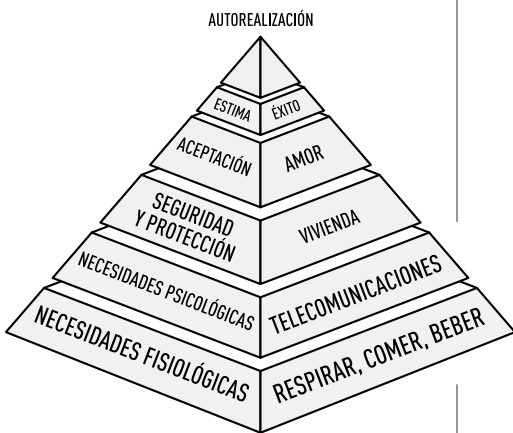 AUTOREALIZACIÓN
ESTIMA
ÉXITO
ACEPTACIÓN
AMOR
SEGURIDAD
Y PROTECCIÓN
VIVIENDA
NECESIDADES PSICOLÓGICAS
TELECOMUNICACIONES
NECESIDADES FISIOLÓGICAS
RESPIRAR, COMER, BEBER